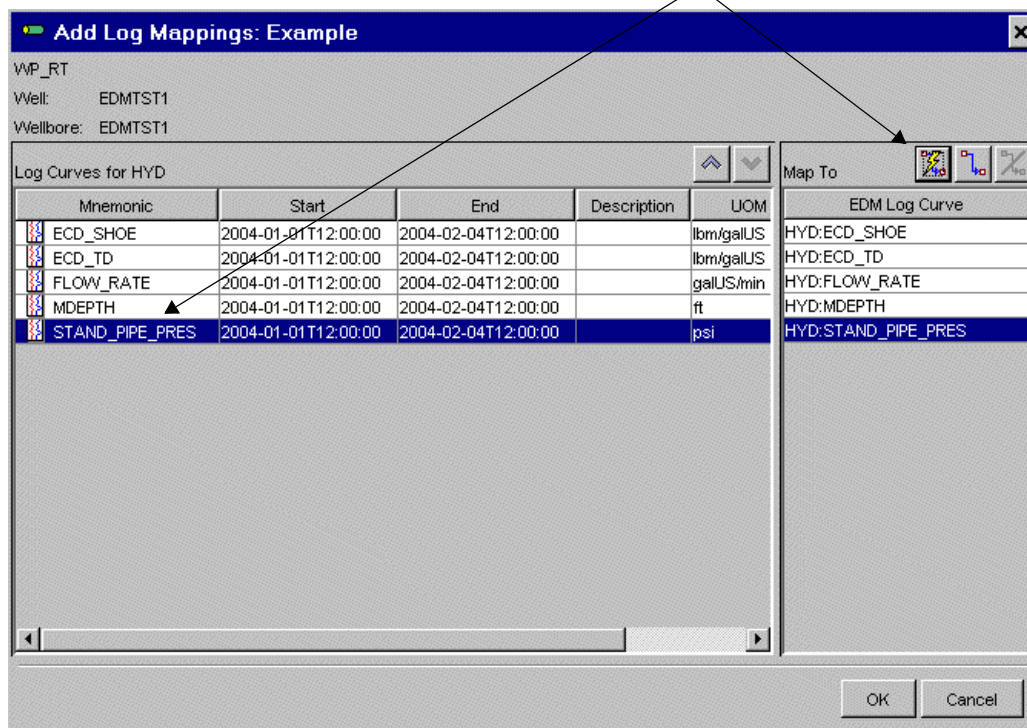 Add Log Mappings: Example
WP_RT
Well: EDMTST1
Wellbore: EDMTST1
Log Curves for HYD
Map To
Mnemonic Start End Description UOM EDM Log Curve
ECD_SHOE 2004-01-01T12:00:00 2004-02-04T12:00:00 lbm/galUS HYD:ECD_SHOE
ECD_TD 2004-01-01T12:00:00 2004-02-04T12:00:00 lbm/galUS HYD:ECD_TD
FLOW_RATE 2004-01-01T12:00:00 2004-02-04T12:00:00 galUS/min HYD:FLOW_RATE
MDEPTH 2004-01-01T12:00:00 2004-02-04T12:00:00 ft HYD:MDEPTH
STAND_PIPE_PRES 2004-01-01T12:00:00 2004-02-04T12:00:00 psi HYD:STAND_PIPE_PRES
OK Cancel